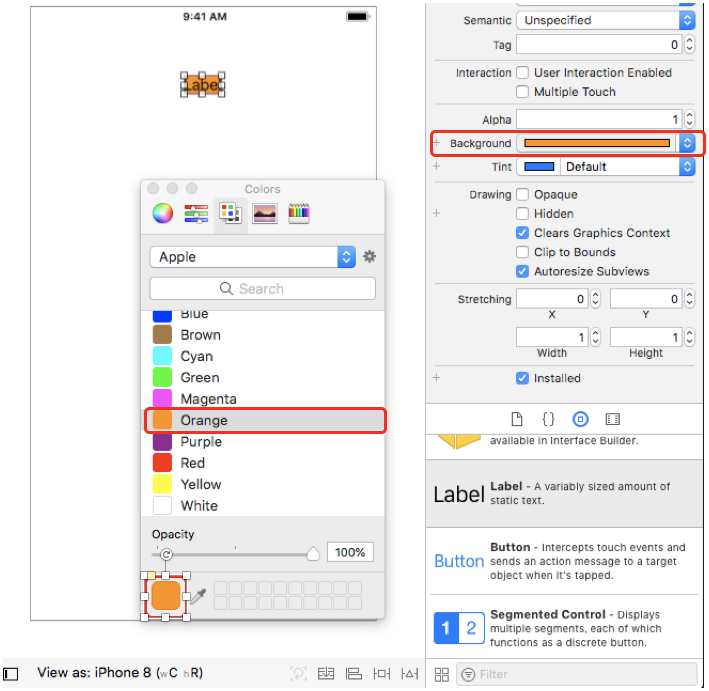 9:41 AM
Label
Colors
Apple
Search
Blue
Brown
Cyan
Green
Magenta
Orange
Purple
Red
Yellow
White
Opacity
100%
View as: iPhone 8 (wC hR)
Semantic Unspecified
Tag 0
Interaction User Interaction Enabled
Multiple Touch
Alpha 1
+ Background
+ Tint Default
Drawing Opaque
+ Hidden
Clears Graphics Context
Clip to Bounds
Autoresize Subviews
Stretching 0 0
X Y
1 1
Width Height
+ Installed
{ }
available in Interface Builder.
Label Label - A variably sized amount of
static text.
Button Button - Intercepts touch events and
sends an action message to a target
object when it's tapped.
1 2 Segmented Control - Displays
multiple segments, each of which
functions as a discrete button.
Filter